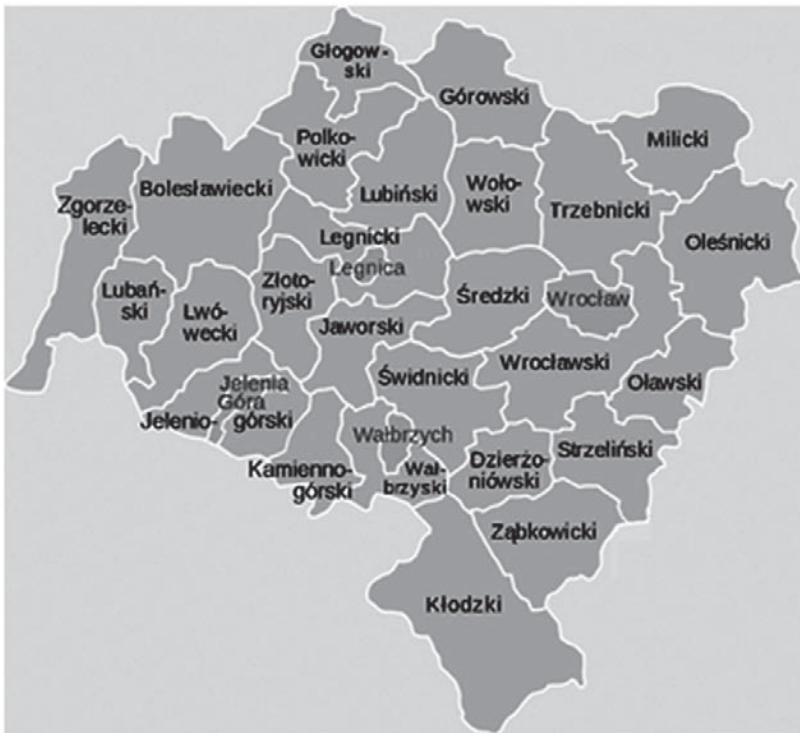 Głogow-
ski
Górowski
Polko-
wicki
Milicki
Zgorze-
lecki
Bolesławiecki
Lubiński
Woło-
wski
Trzebnicki
Oleśnicki
Legnicki
Legnica
Lubań-
ski
Lwó-
wecki
Złoto-
ryjski
Średzki
Wrocław
Jaworski
Wrocławski
Świdnicki
Oławski
Jelenia
Góra
Jelenio-
górski
Wałbrzych
Kamienno-
górski
Wał-
brzyski
Dzierżo-
niówski
Strzeliński
Ząbkowicki
Kłodzki